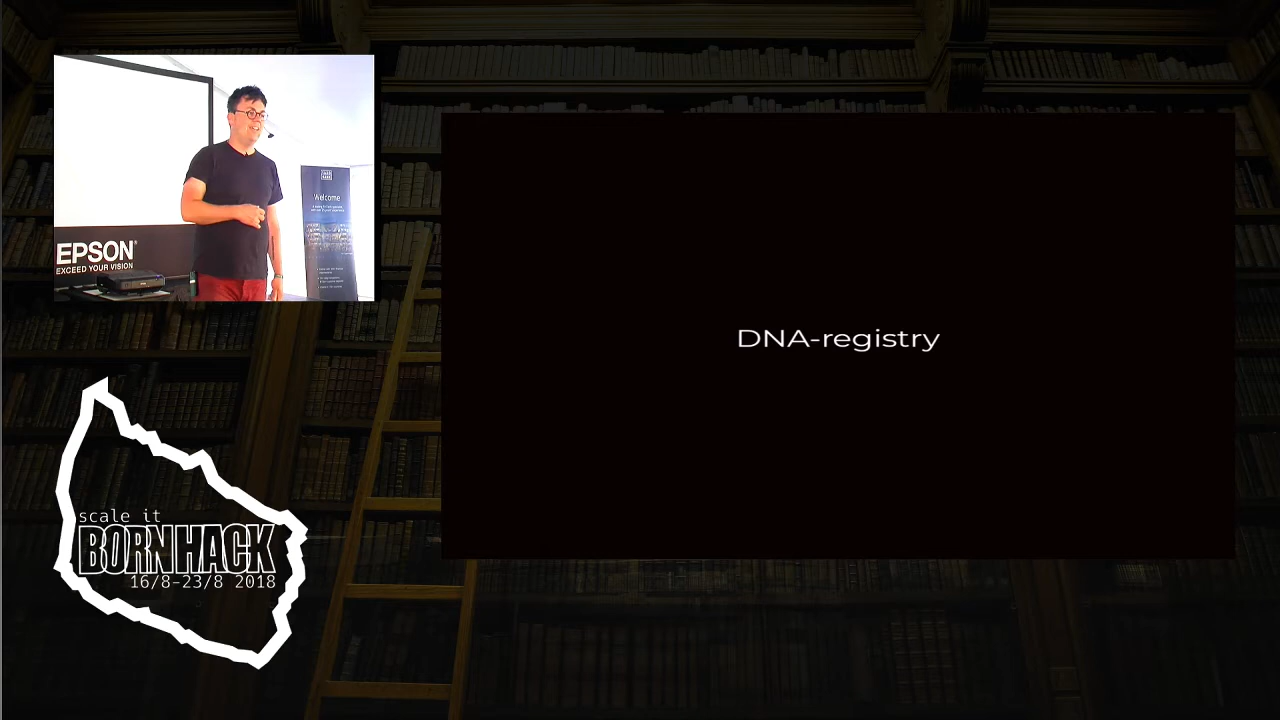 EPSON
EXCEED YOUR VISION
Welcome
DNA-registry
scale it
BORNHACK
16/8-23/8 2018